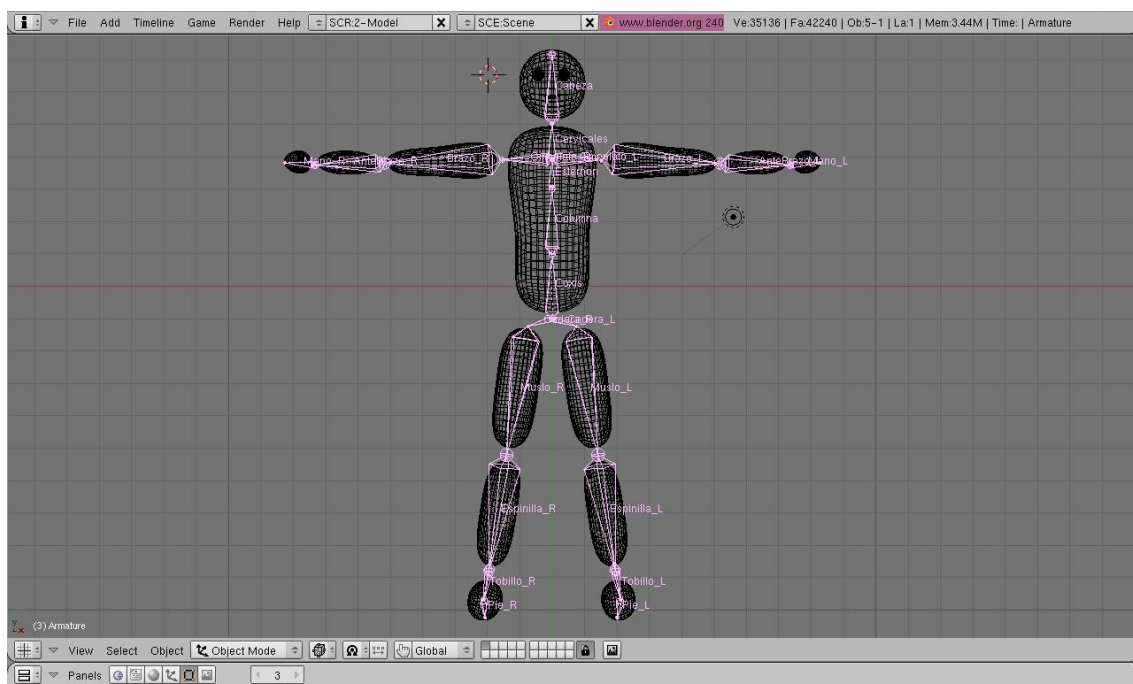 File Add Timeline Game Render Help SCR:2-Model X SCE:Scene X www.blender.org 240 Ve:35136 | Fa:42240 | Ob:5-1 | La:1 | Mem:3.44M | Time: | Armature
Cabeza
Cervicales
Brazo_R
Esternon
Columna
Coxis
Cadera_L
Muslo_R Muslo_L
Espinilla_R Espinilla_L
Tobillo_R Tobillo_L
Pie_R Pie_L
y
x (3) Armature
View Select Object Object Mode Global
Panels 3